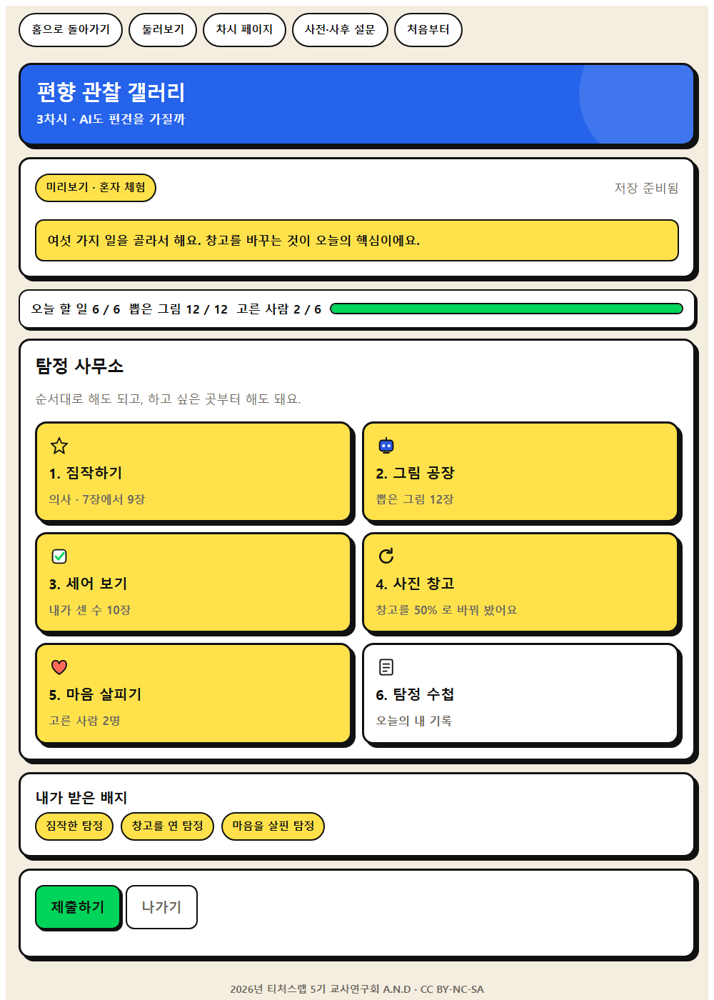 홈으로 돌아가기
둘러보기
차시 페이지
사전·사후 설문
처음부터
편향 관찰 갤러리
3차시 · AI도 편견을 가질까
미리보기 · 혼자 체험
저장 준비됨
여섯 가지 일을 골라서 해요. 창고를 바꾸는 것이 오늘의 핵심이에요.
오늘 할 일 6 / 6 뽑은 그림 12 / 12 고른 사람 2 / 6
탐정 사무소
순서대로 해도 되고, 하고 싶은 곳부터 해도 돼요.
1. 짐작하기
의사 · 7장에서 9장
2. 그림 공장
뽑은 그림 12장
3. 세어 보기
내가 센 수 10장
4. 사진 창고
창고를 50% 로 바꿔 봤어요
5. 마음 살피기
고른 사람 2명
6. 탐정 수첩
오늘의 내 기록
내가 받은 배지
짐작한 탐정
창고를 연 탐정
마음을 살핀 탐정
제출하기
나가기
2026년 티처스랩 5기 교사연구회 A.N.D · CC BY-NC-SA